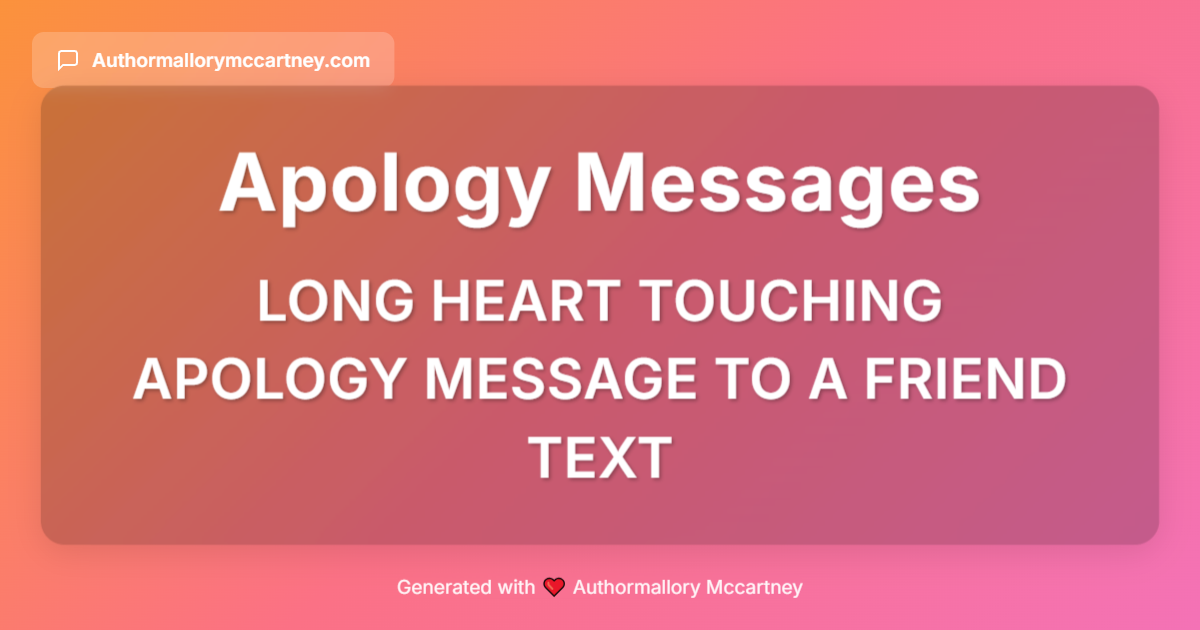 Authormallorymccartney.com
Apology Messages
LONG HEART TOUCHING
APOLOGY MESSAGE TO A FRIEND
TEXT
Generated with ❤️ Authormallory Mccartney